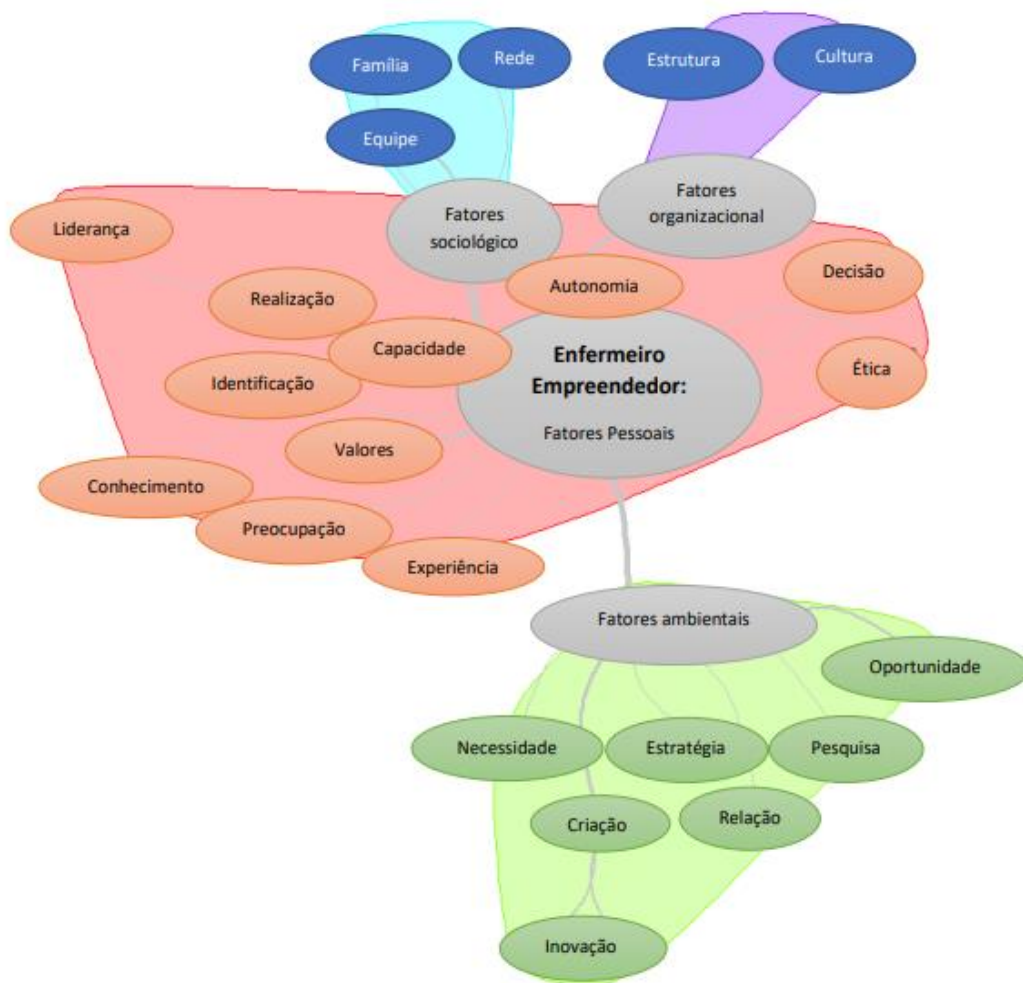 Família
Rede
Estrutura
Cultura
Equipe
Fatores
sociológico
Fatores
organizacional
Liderança
Realização
Autonomia
Decisão
Capacidade
Identificação
Enfermeiro
Empreendedor:
Fatores Pessoais
Ética
Valores
Conhecimento
Preocupação
Experiência
Fatores ambientais
Oportunidade
Necessidade
Estratégia
Pesquisa
Criação
Relação
Inovação